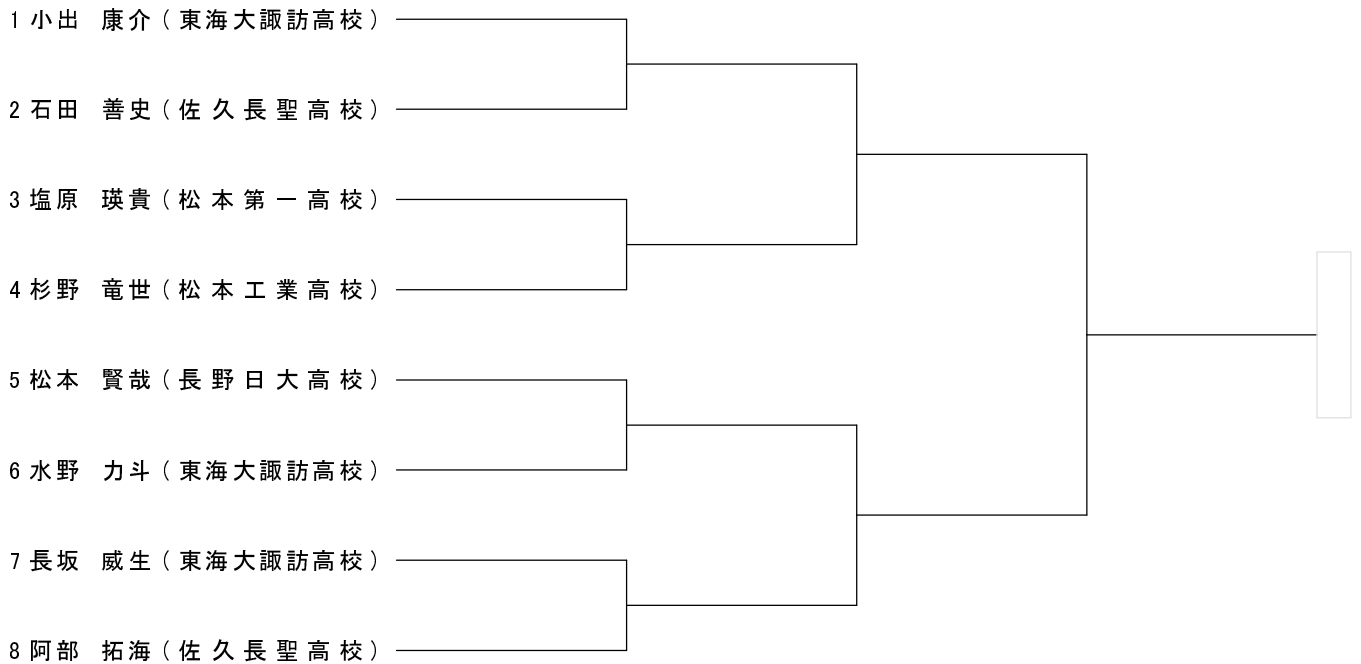 1 小出 康介(東海大諏訪高校)
2 石田 善史(佐久長聖高校)
3 塩原 瑛貴(松本第一高校)
4 杉野 竜世(松本工業高校)
5 松本 賢哉(長野日大高校)
6 水野 力斗(東海大諏訪高校)
7 長坂 威生(東海大諏訪高校)
8 阿部 拓海(佐久長聖高校)